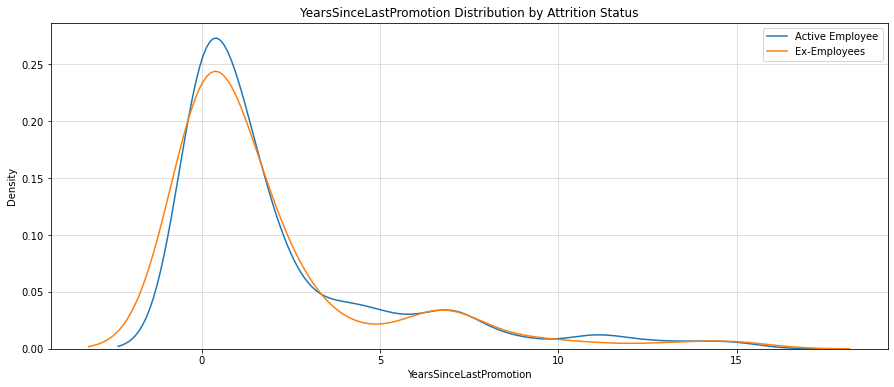 YearsSinceLastPromotion Distribution by Attrition Status
Active Employee
Ex-Employees
Density
0.25
0.20
0.15
0.10
0.05
0.00
0 5 10 15
YearsSinceLastPromotion